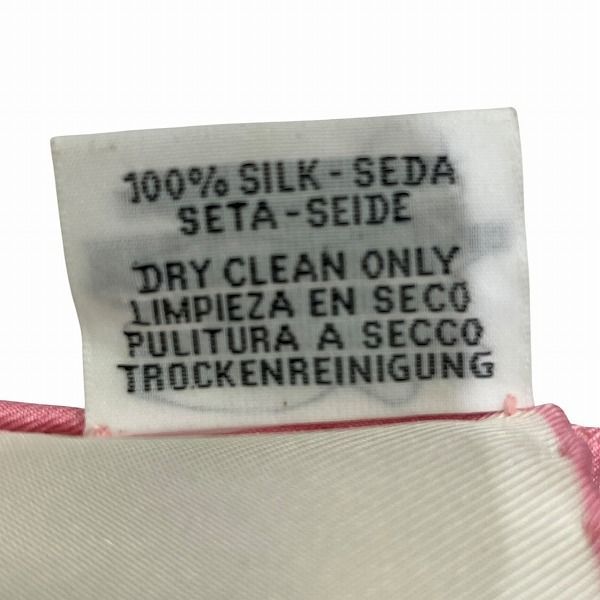 100% SILK - SEDA
SETA - SEIDE
DRY CLEAN ONLY
LIMPIEZA EN SECO
PULITURA A SECCO
TROCKENREINIGUNG